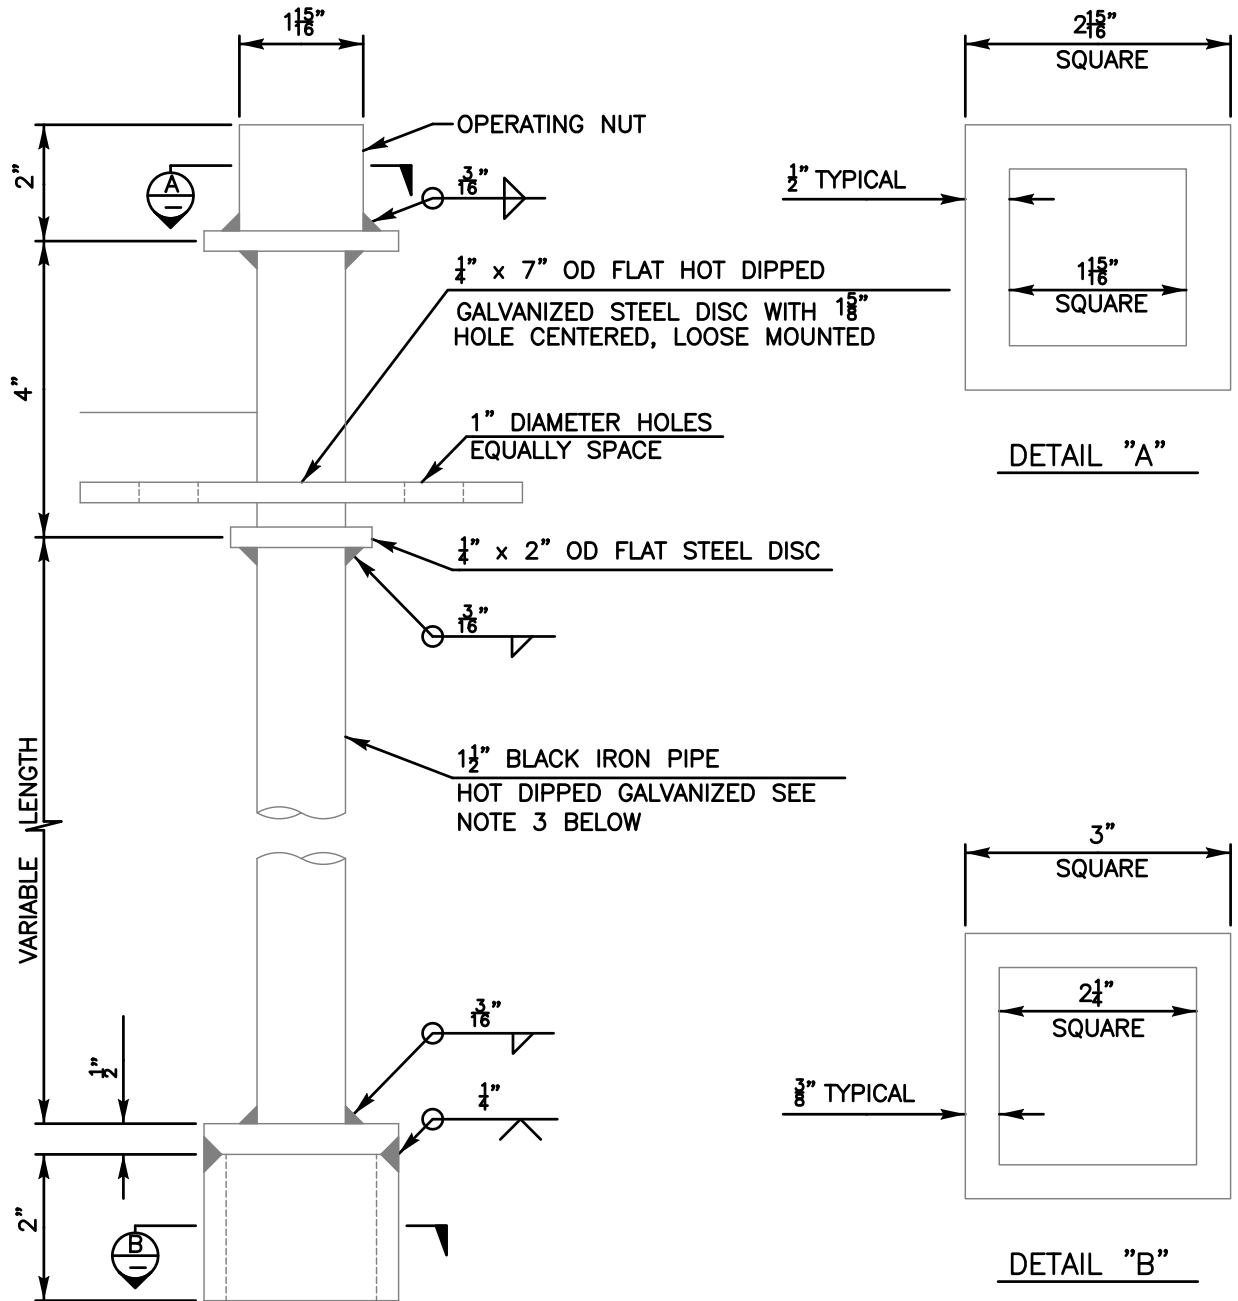 1 15/16"
2 15/16"
SQUARE
OPERATING NUT
2"
A
3/16"
1/2" TYPICAL
1/4" x 7" OD FLAT HOT DIPPED
GALVANIZED STEEL DISC WITH 1 5/8"
HOLE CENTERED, LOOSE MOUNTED
1 15/16"
SQUARE
4"
1" DIAMETER HOLES
EQUALLY SPACE
DETAIL "A"
1/4" x 2" OD FLAT STEEL DISC
3/16"
VARIABLE LENGTH
1 1/2" BLACK IRON PIPE
HOT DIPPED GALVANIZED SEE
NOTE 3 BELOW
3"
SQUARE
2 1/4"
SQUARE
3/16"
1/2"
1/4"
3/8" TYPICAL
2"
B
DETAIL "B"